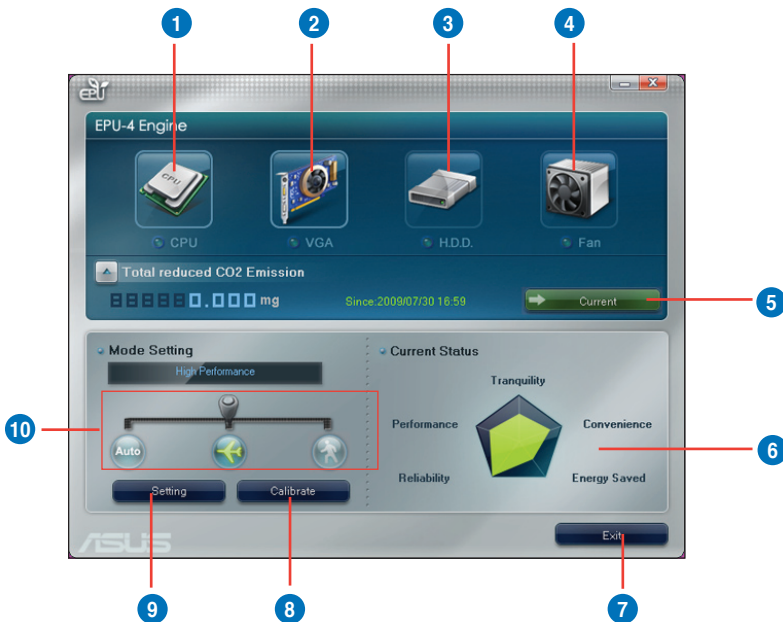 1 2 3 4
EPU
EPU-4 Engine
CPU
CPU VGA H.D.D. Fan
Total reduced CO2 Emission
0.000 mg Since:2009/07/30 16:59 Current
5
Mode Setting Current Status
High Performance
Tranquility
Performance Convenience
10
Auto
6
Reliability Energy Saved
Setting Calibrate
Exit
ASUS
9 8 7